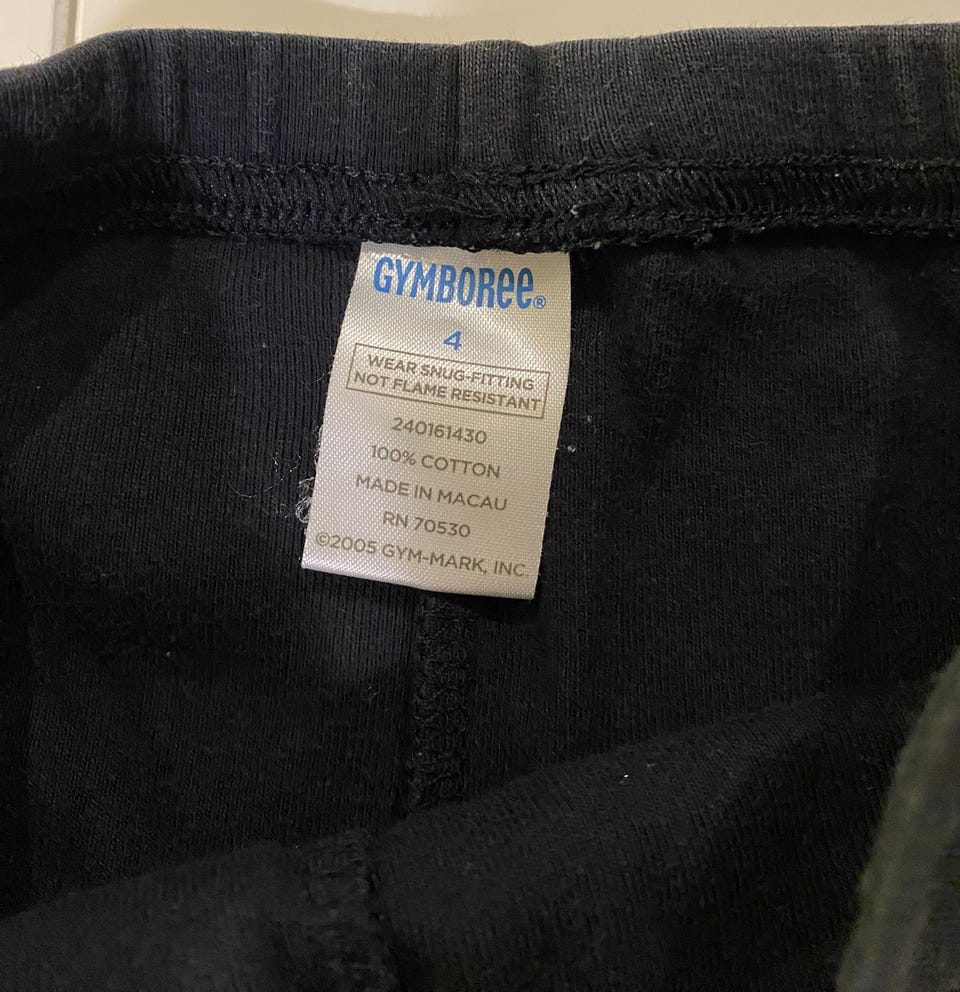 GYMBOREE®
4
WEAR SNUG-FITTING
NOT FLAME RESISTANT
240161430
100% COTTON
MADE IN MACAU
RN 70530
©2005 GYM-MARK, INC.